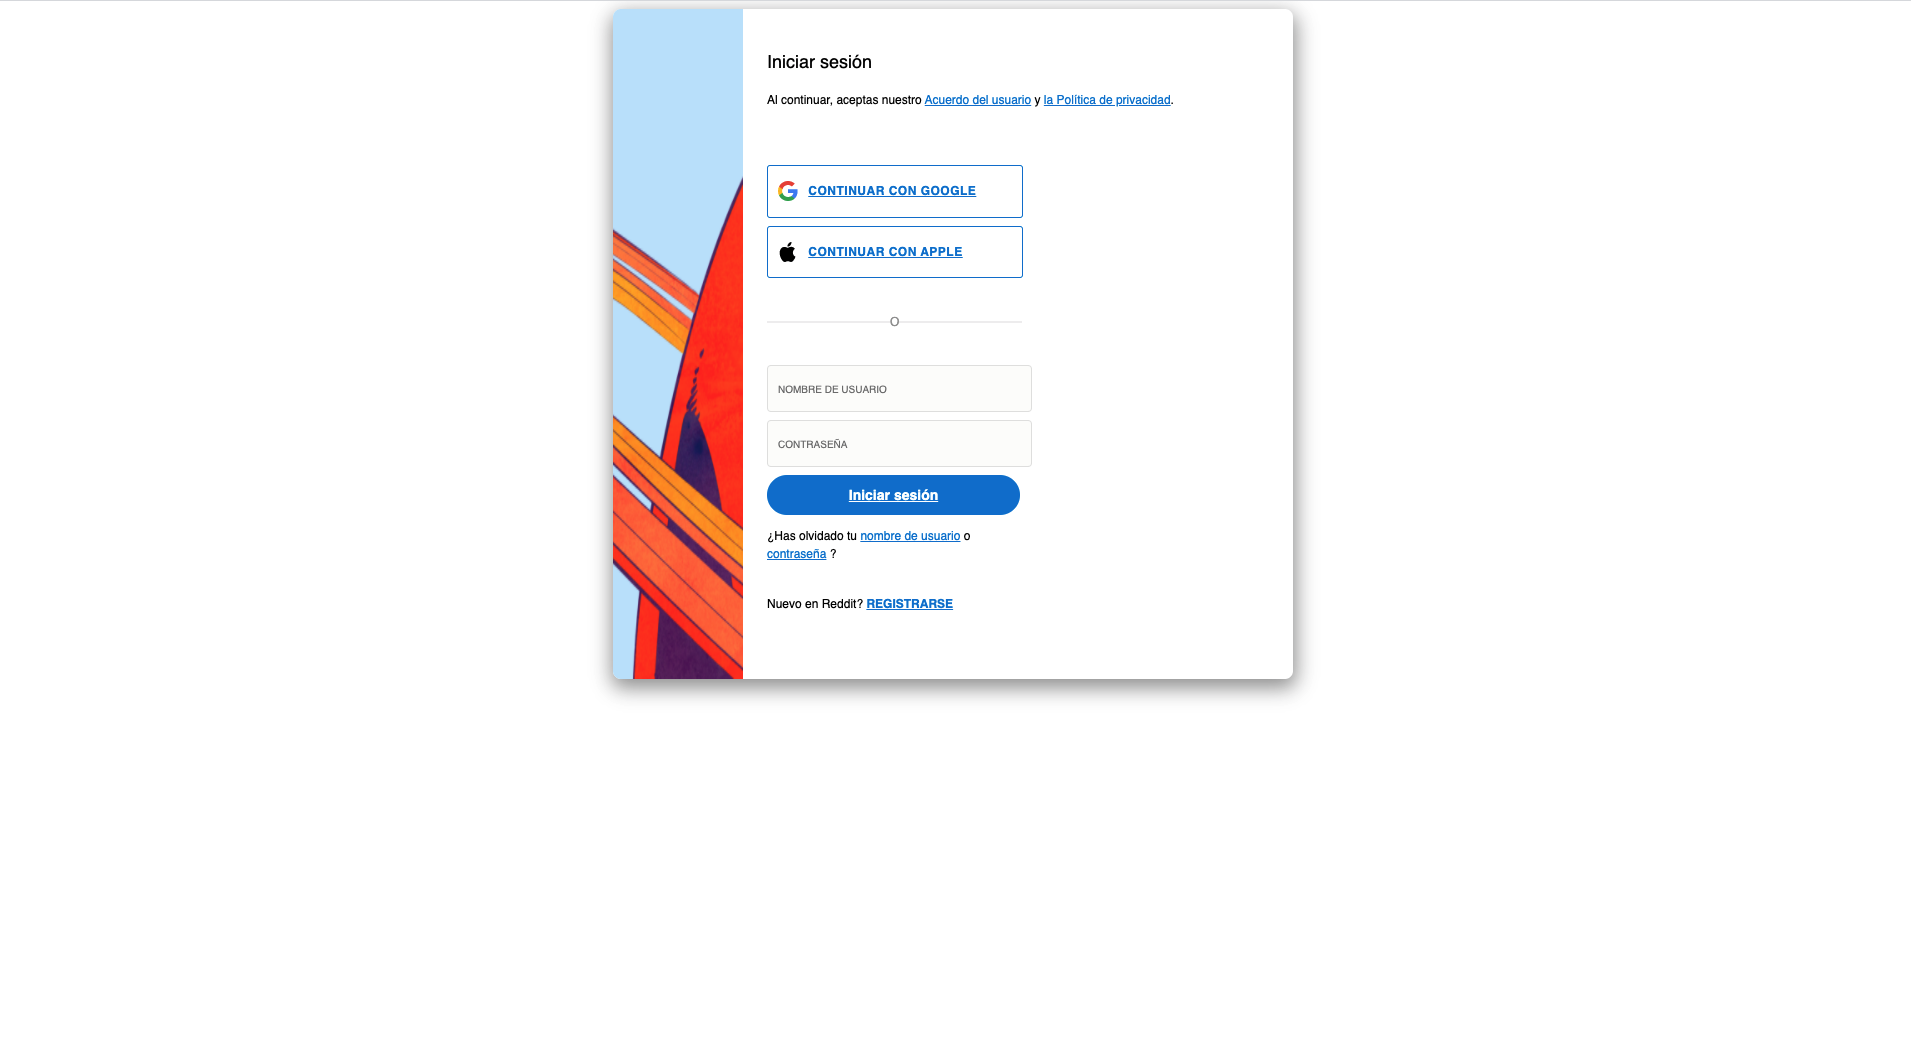 Iniciar sesión
Al continuar, aceptas nuestro Acuerdo del usuario y la Política de privacidad.
CONTINUAR CON GOOGLE
CONTINUAR CON APPLE
O
NOMBRE DE USUARIO
CONTRASEÑA
Iniciar sesión
¿Has olvidado tu nombre de usuario o
contraseña ?
Nuevo en Reddit? REGISTRARSE